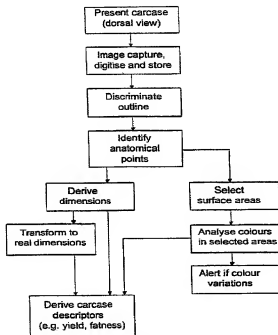 Present carcase
(dorsal view)
Image capture,
digitise and store
Discriminate
outline
Identify
anatomical
points
Derive
dimensions
Select
surface areas
Transform to
real dimensions
Analyse colours
in selected areas
Alert if colour
variations
Derive carcase
descriptors
(e.g. yield, fatness)